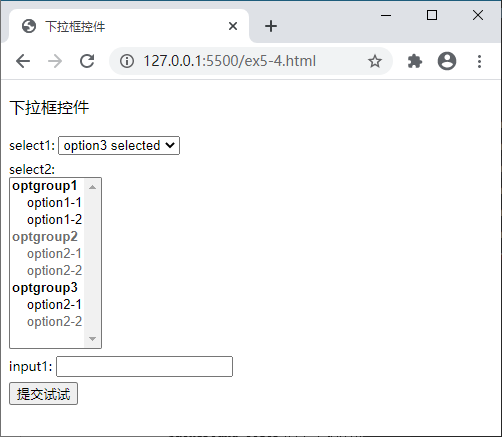 下拉框控件
127.0.0.1:5500/ex5-4.html
下拉框控件
select1: option3 selected
select2:
optgroup1
option1-1
option1-2
optgroup2
option2-1
option2-2
optgroup3
option2-1
option2-2
input1:
提交试试